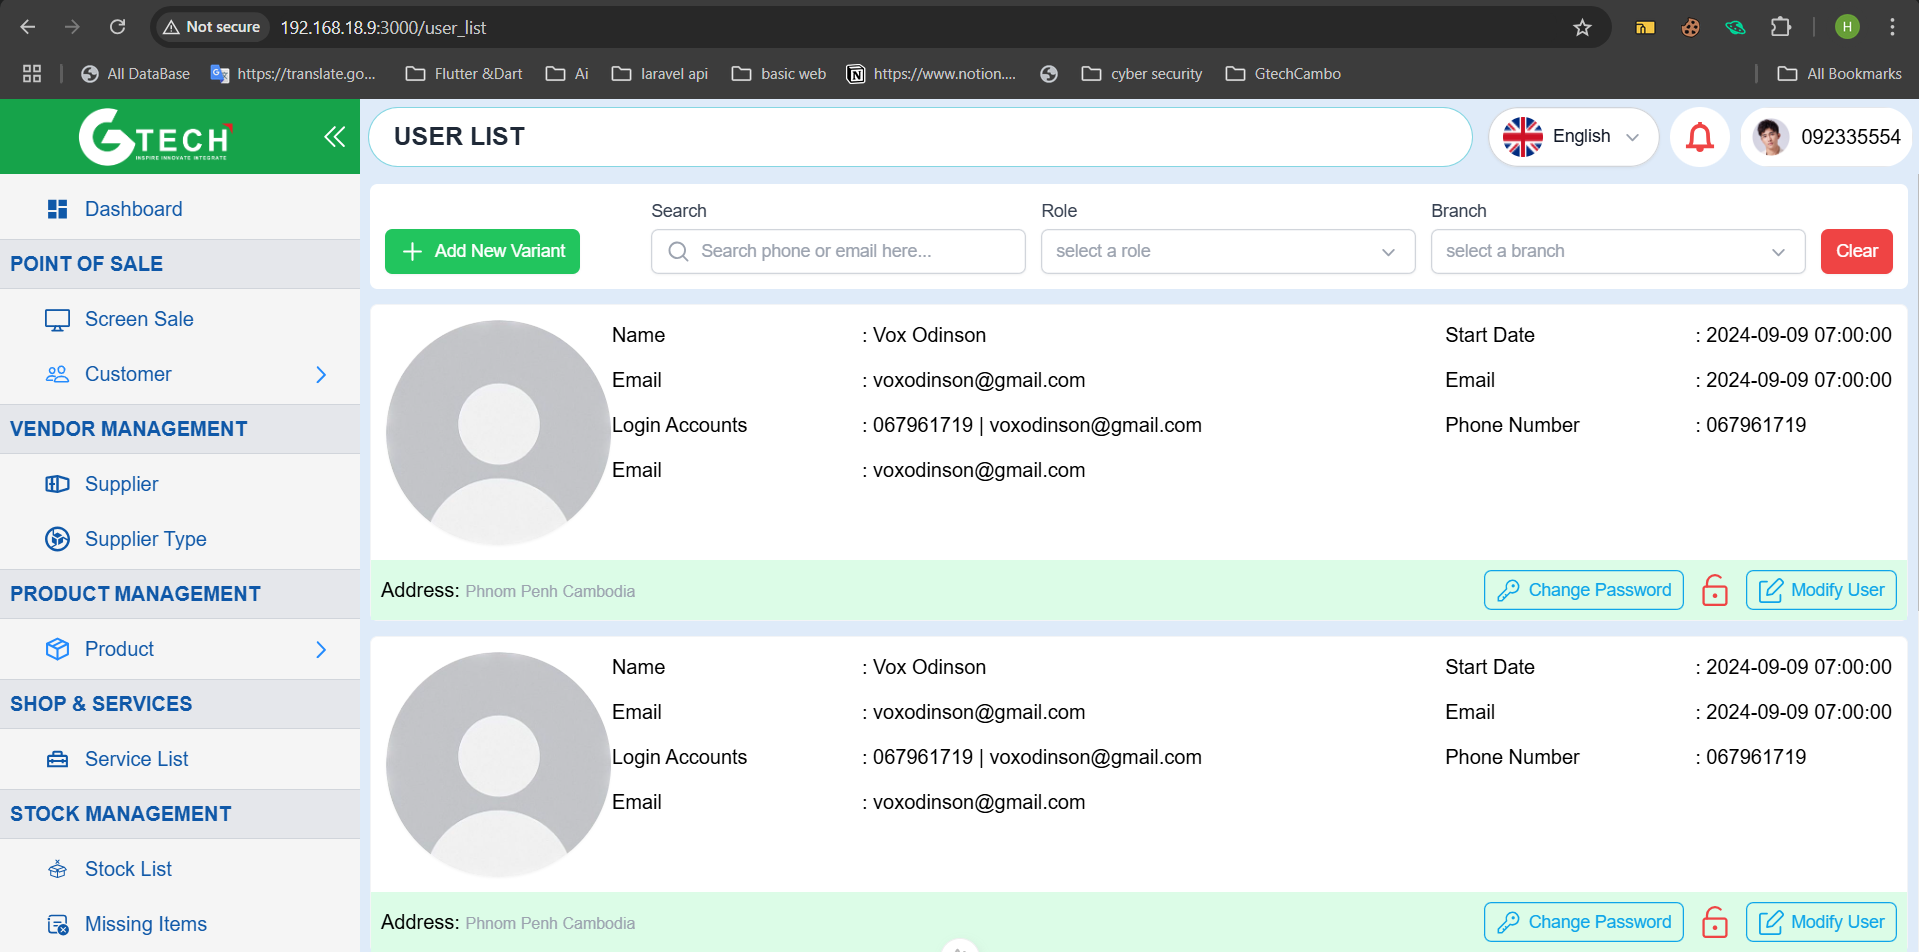 Not secure 192.168.18.9:3000/user_list H
All DataBase https://translate.go... Flutter &Dart Ai laravel api basic web https://www.notion.... cyber security GtechCambo All Bookmarks
GTECH
INSPIRE INNOVATE INTEGRATE
USER LIST
English
092335554
Dashboard
POINT OF SALE
Screen Sale
Customer
VENDOR MANAGEMENT
Supplier
Supplier Type
PRODUCT MANAGEMENT
Product
SHOP & SERVICES
Service List
STOCK MANAGEMENT
Stock List
Missing Items
Search Role Branch
Add New Variant Search phone or email here... select a role select a branch Clear
Name : Vox Odinson Start Date : 2024-09-09 07:00:00
Email : voxodinson@gmail.com Email : 2024-09-09 07:00:00
Login Accounts : 067961719 | voxodinson@gmail.com Phone Number : 067961719
Email : voxodinson@gmail.com
Address: Phnom Penh Cambodia Change Password Modify User
Name : Vox Odinson Start Date : 2024-09-09 07:00:00
Email : voxodinson@gmail.com Email : 2024-09-09 07:00:00
Login Accounts : 067961719 | voxodinson@gmail.com Phone Number : 067961719
Email : voxodinson@gmail.com
Address: Phnom Penh Cambodia Change Password Modify User